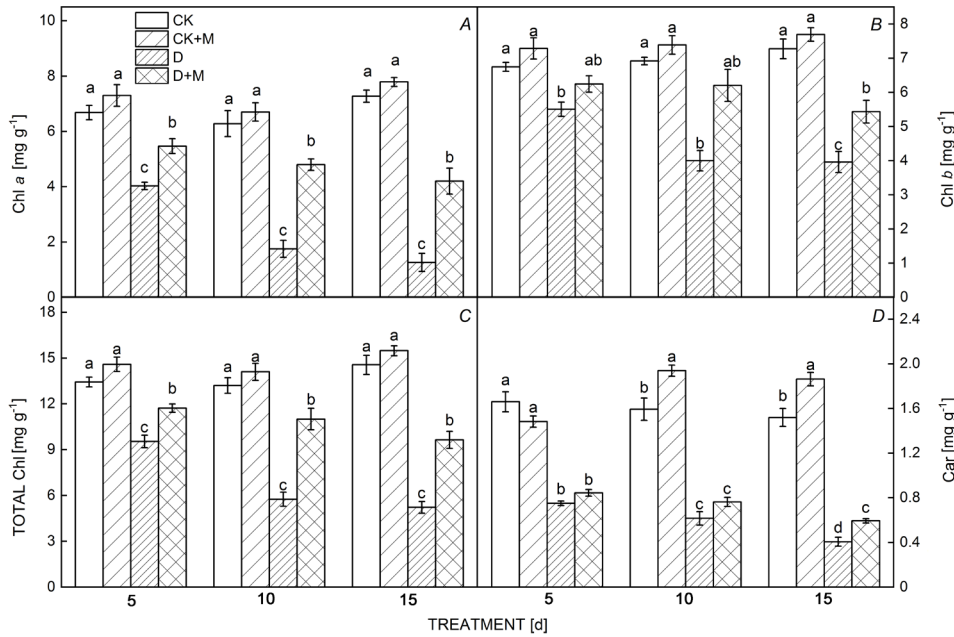 CK
CK+M
D
D+M
A
10
8
6
4
2
0
Chl a [mg g-1]
a a c b
a a c b
a a c b
B
8
7
6
5
4
3
2
1
0
Chl b [mg g-1]
a a b ab
a a b ab
a a c b
C
18
15
12
9
6
3
0
TOTAL Chl [mg g-1]
a a c b
a a c b
a a c b
D
2.4
2.0
1.6
1.2
0.8
0.4
0
Car [mg g-1]
a a b b
b a c c
b a d c
5 10 15 5 10 15
TREATMENT [d]